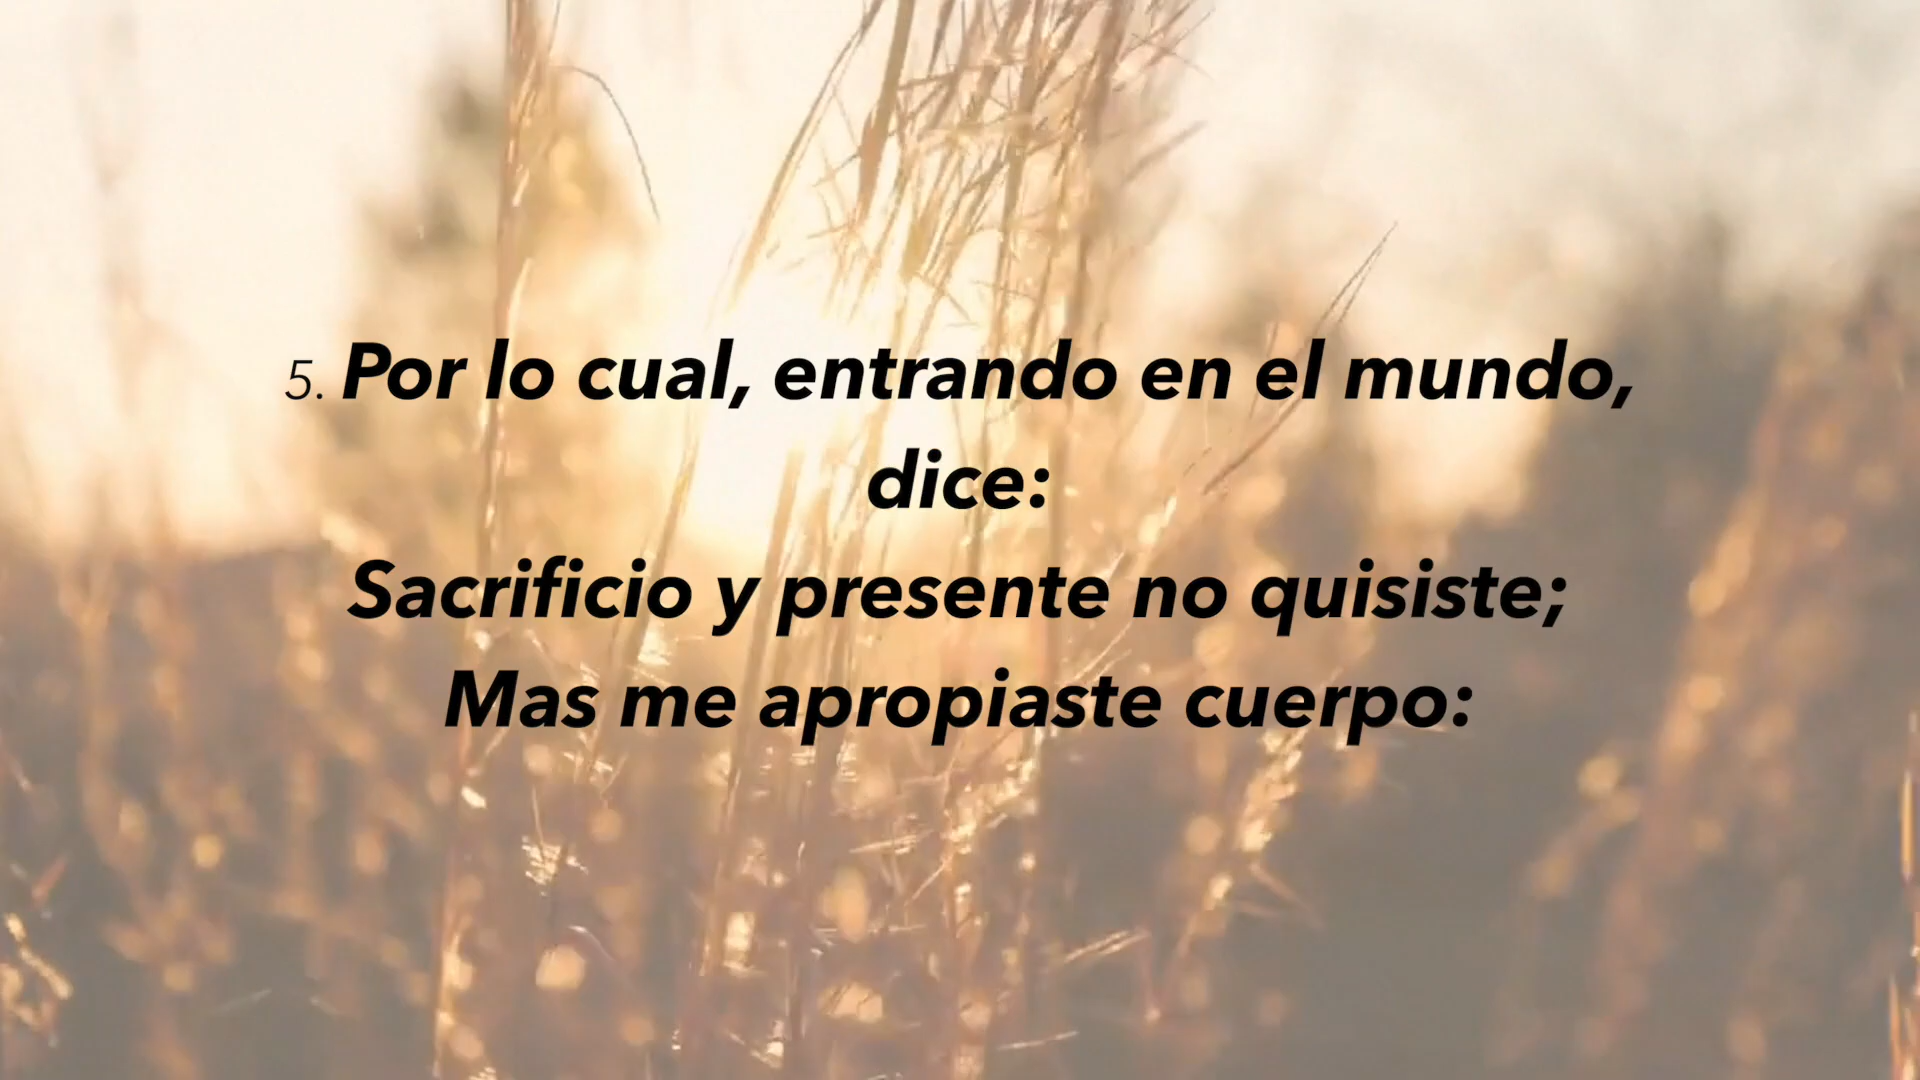 5. Por lo cual, entrando en el mundo,
dice:
Sacrificio y presente no quisiste;
Mas me apropiaste cuerpo: